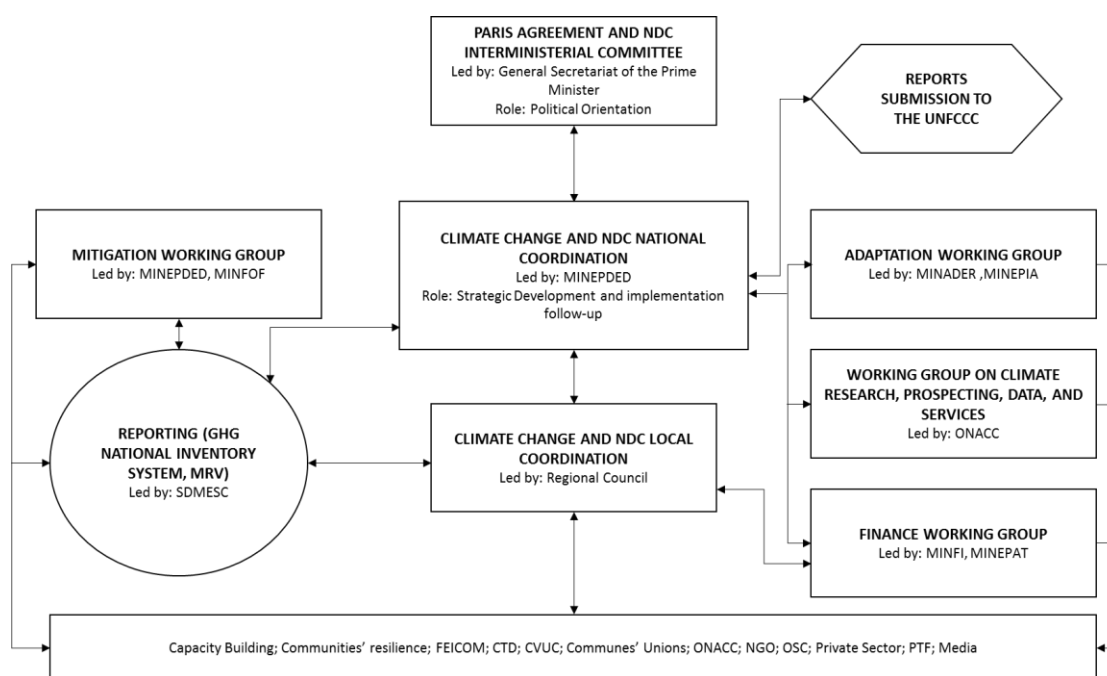 PARIS AGREEMENT AND NDC
INTERMINISTERIAL COMMITTEE
Led by: General Secretariat of the Prime
Minister
Role: Political Orientation
REPORTS
SUBMISSION TO
THE UNFCCC
MITIGATION WORKING GROUP
Led by: MINEPDED, MINFOF
CLIMATE CHANGE AND NDC NATIONAL
COORDINATION
Led by: MINEPDED
Role: Strategic Development and implementation
follow-up
ADAPTATION WORKING GROUP
Led by: MINADER ,MINEPIA
REPORTING (GHG
NATIONAL INVENTORY
SYSTEM, MRV)
Led by: SDMESC
CLIMATE CHANGE AND NDC LOCAL
COORDINATION
Led by: Regional Council
WORKING GROUP ON CLIMATE
RESEARCH, PROSPECTING, DATA, AND
SERVICES
Led by: ONACC
FINANCE WORKING GROUP
Led by: MINFI, MINEPAT
Capacity Building; Communities’ resilience; FEICOM; CTD; CVUC; Communes’ Unions; ONACC; NGO; OSC; Private Sector; PTF; Media